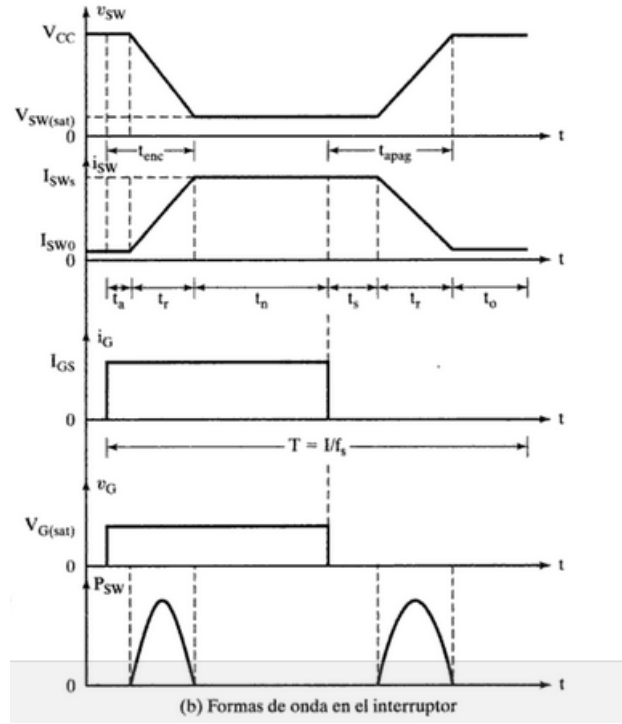 v_SW
V_CC
V_SW(sat)
0
t
t_enc
t_apag
i_SW
I_SWs
I_SW0
0
t
t_a t_r t_n t_s t_r t_o
i_G
I_GS
0
t
T = I/f_s
v_G
V_G(sat)
0
t
P_SW
0
t
(b) Formas de onda en el interruptor